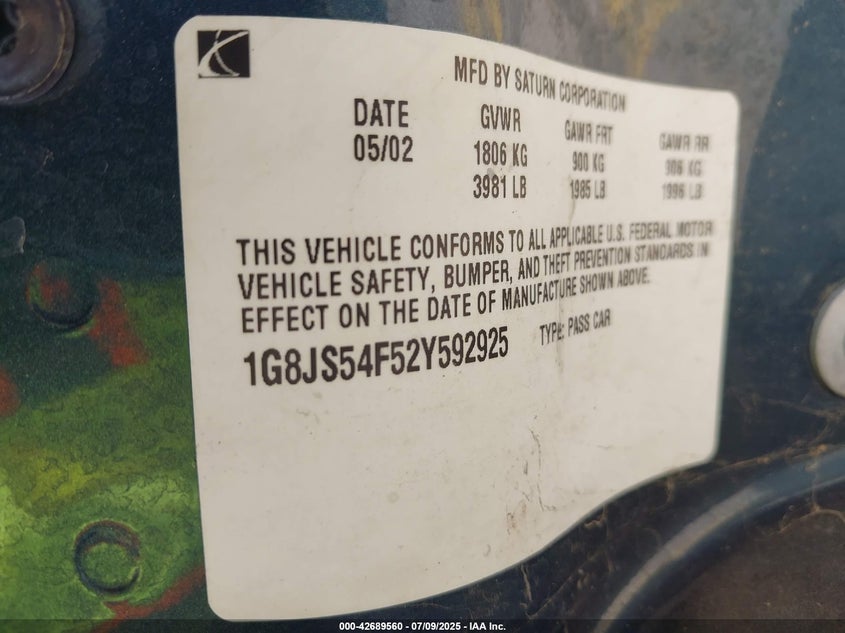 MFD BY SATURN CORPORATION
DATE GVWR GAWR FRT GAWR RR
05/02 1806 KG 900 KG 906 KG
3981 LB 1985 LB 1996 LB
THIS VEHICLE CONFORMS TO ALL APPLICABLE U.S. FEDERAL MOTOR
VEHICLE SAFETY, BUMPER, AND THEFT PREVENTION STANDARDS IN
EFFECT ON THE DATE OF MANUFACTURE SHOWN ABOVE.
1G8JS54F52Y592925 TYPE: PASS CAR
000-42689560 - 07/09/2025 - IAA Inc.